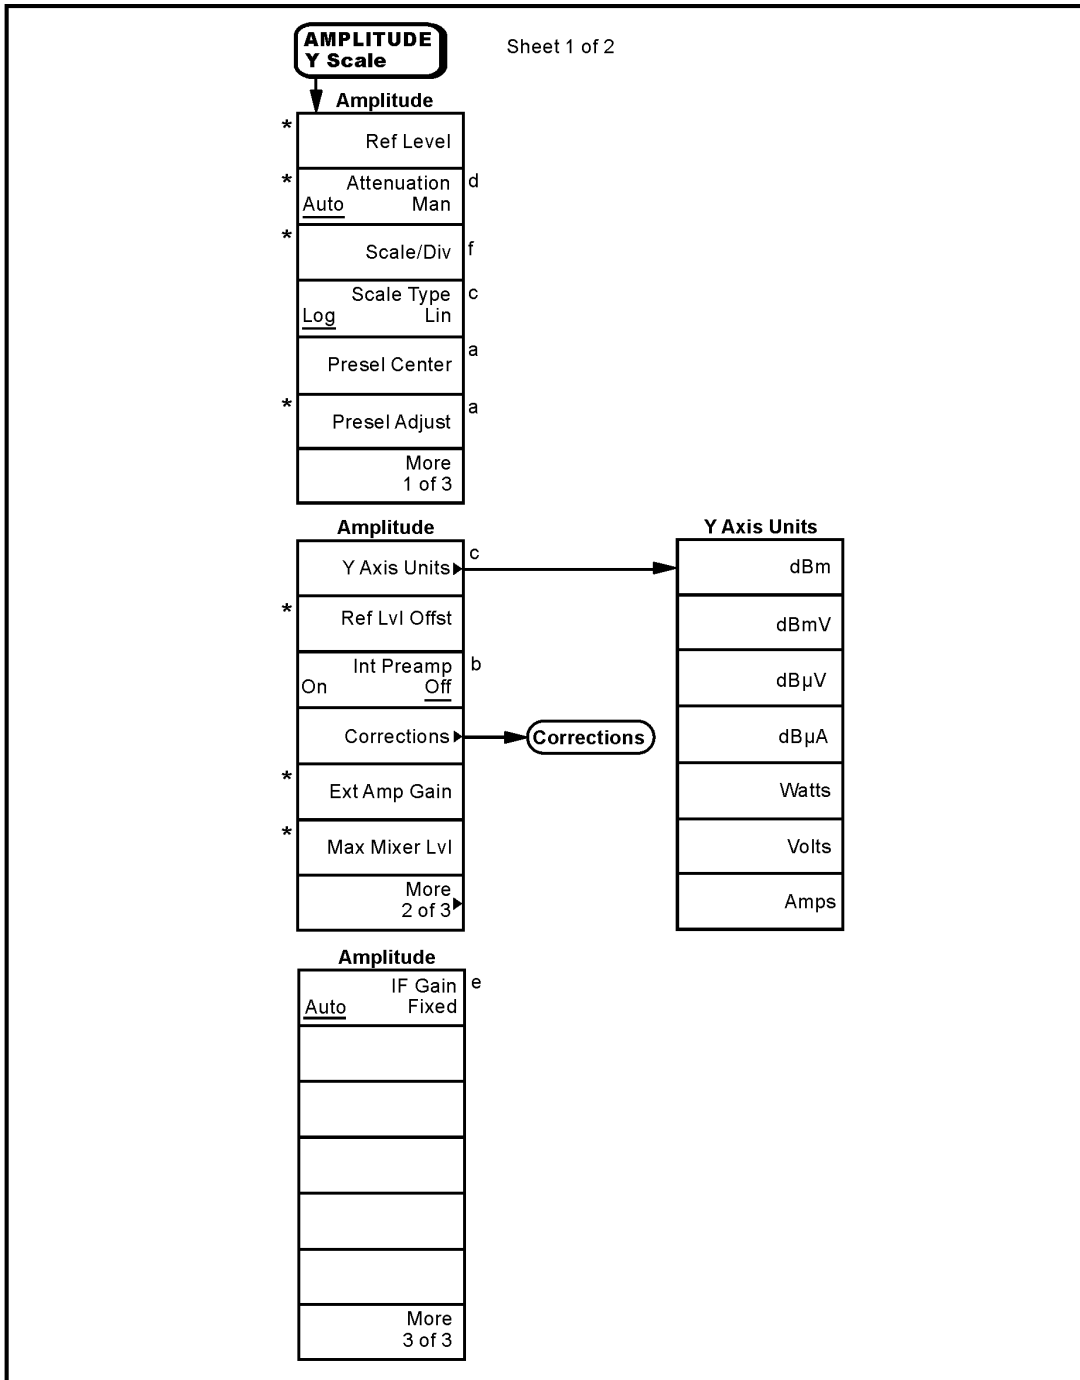 AMPLITUDE
Y Scale
Sheet 1 of 2
Amplitude
* Ref Level
* Attenuation d
Auto Man
* Scale/Div f
Scale Type c
Log Lin
Presel Center a
* Presel Adjust a
More
1 of 3
Amplitude
Y Axis Units c
* Ref Lvl Offst
Int Preamp b
On Off
Corrections
Corrections
* Ext Amp Gain
* Max Mixer Lvl
More
2 of 3
Y Axis Units
dBm
dBmV
dBµV
dBµA
Watts
Volts
Amps
Amplitude
IF Gain e
Auto Fixed
More
3 of 3